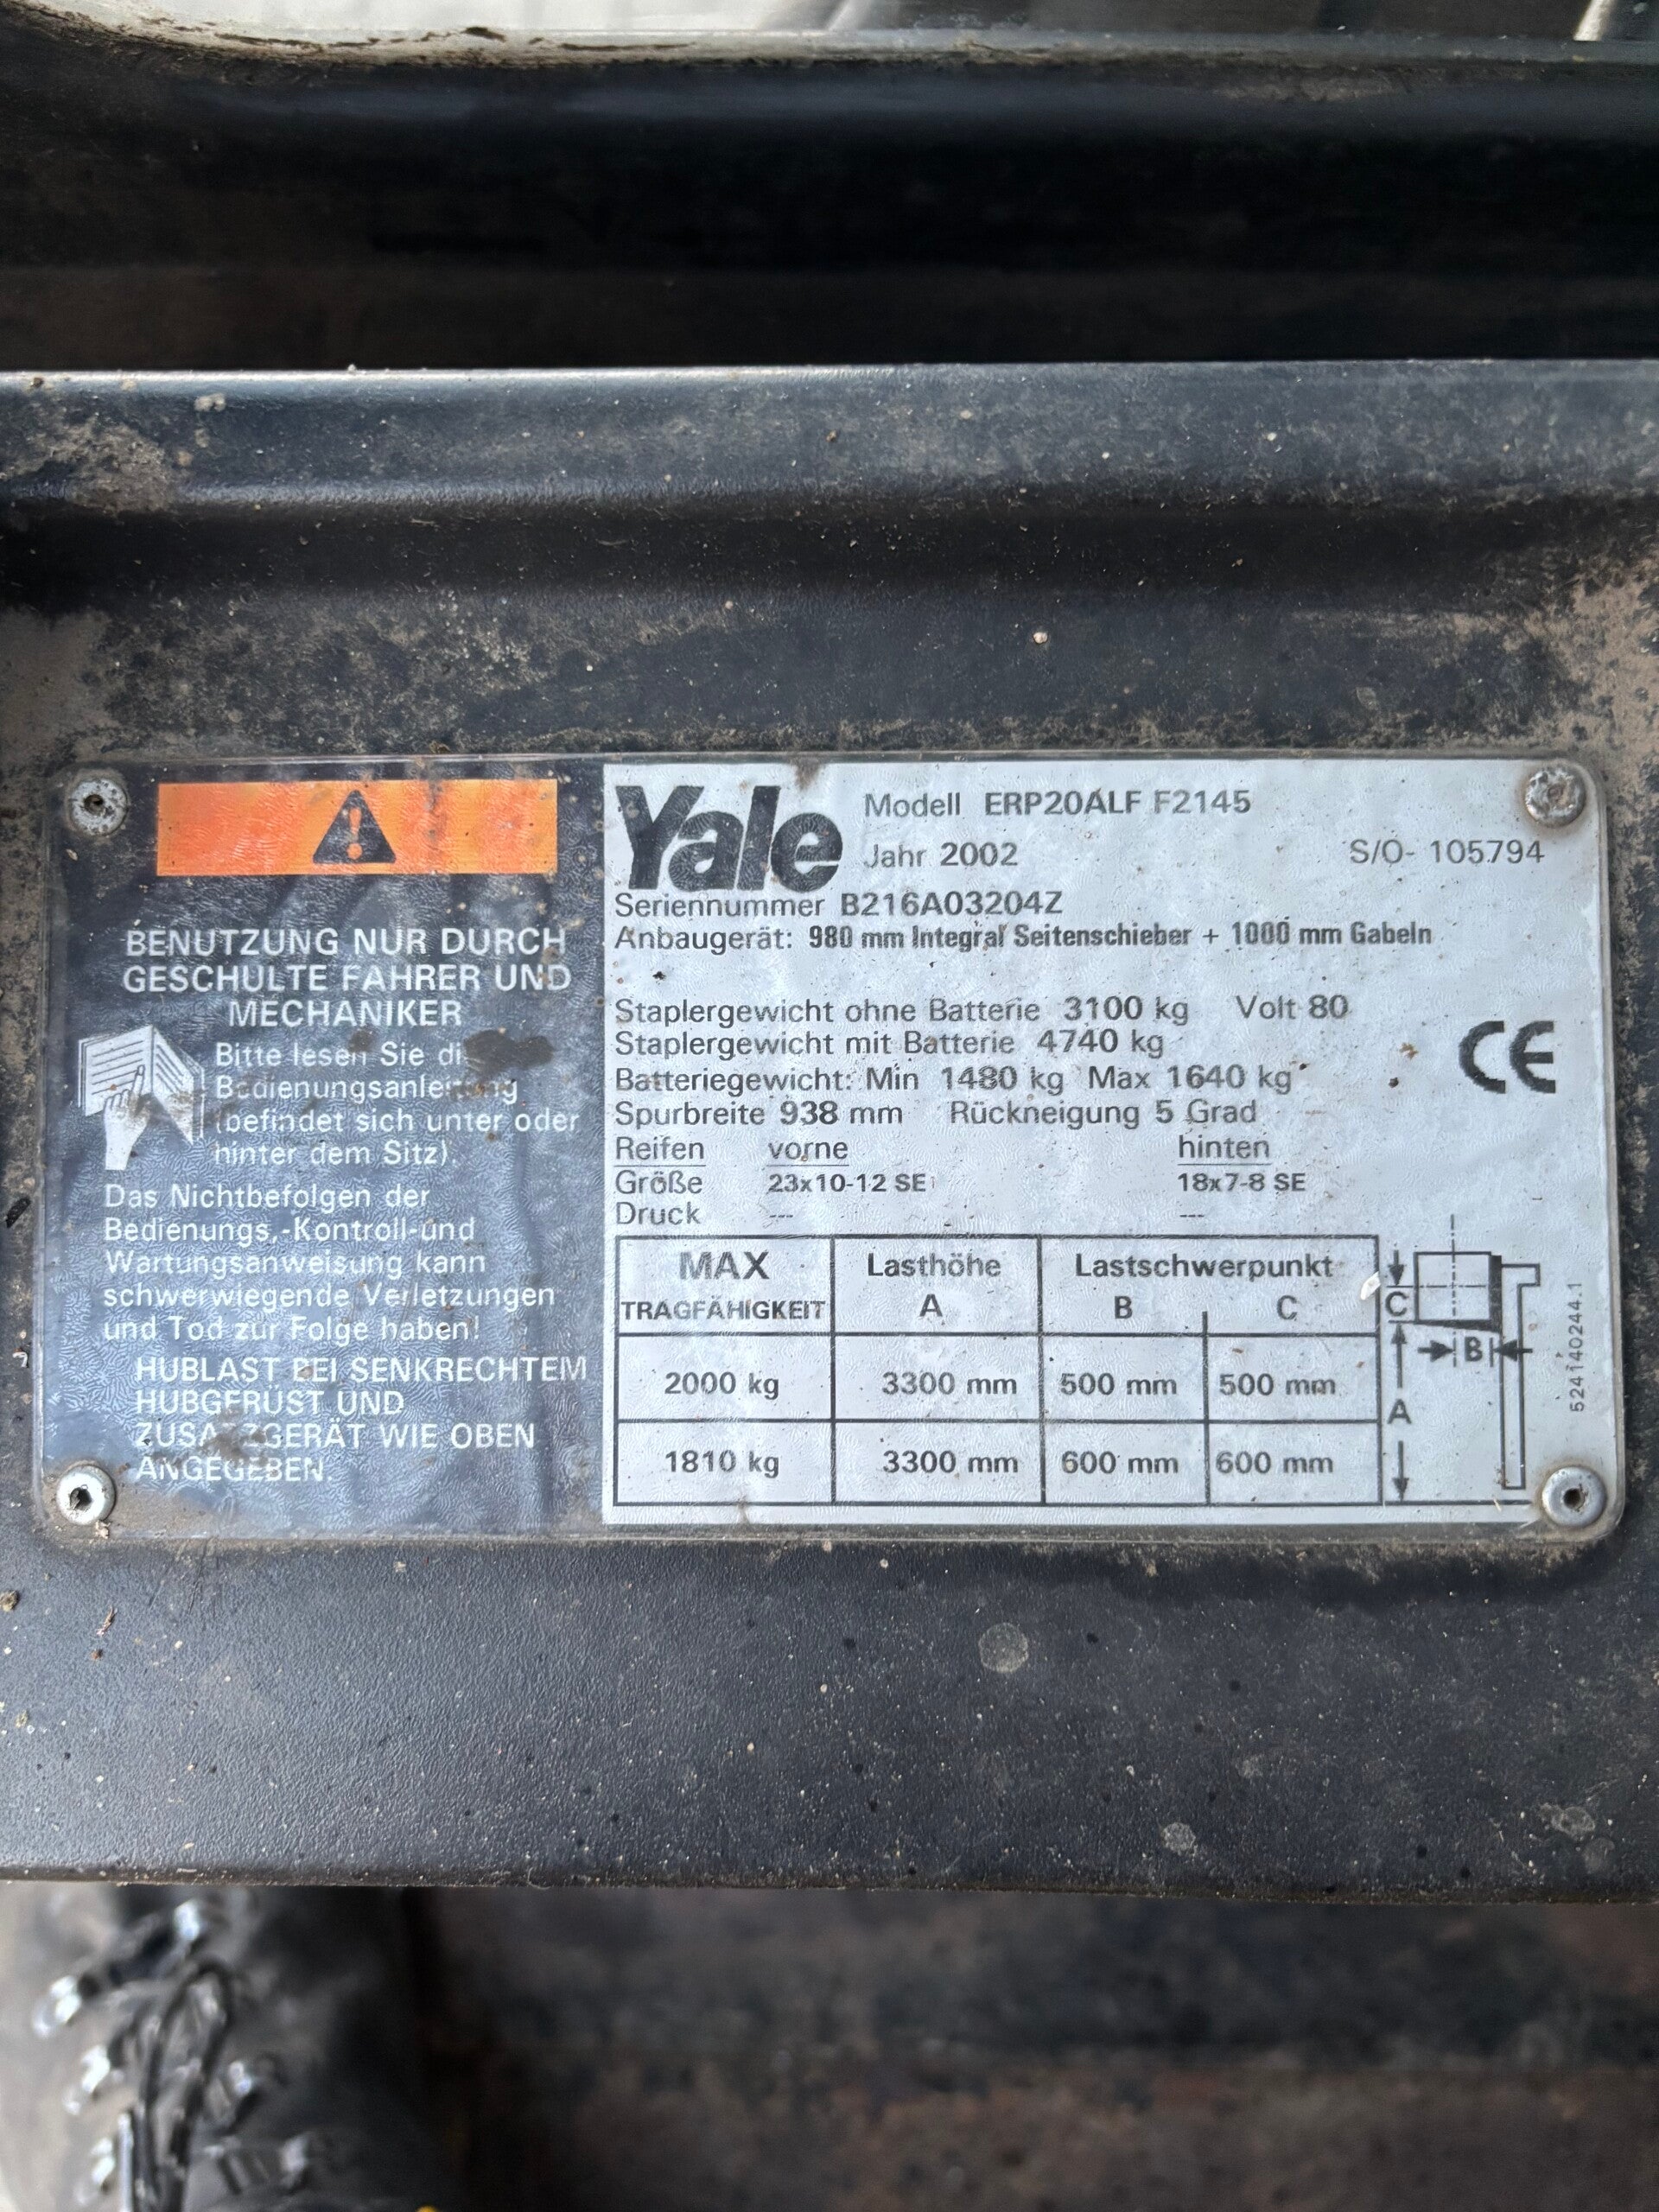 BENUTZUNG NUR DURCH
GESCHULTE FAHRER UND
MECHANIKER
Bitte lesen Sie di
Bedienungsanleitung
(befindet sich unter oder
hinter dem Sitz).
Das Nichtbefolgen der
Bedienungs,-Kontroll-und
Wartungsanweisung kann
schwerwiegende Verletzungen
und Tod zur Folge haben!
HUBLAST BEI SENKRECHTEM
HUBGERÜST UND
ZUSATZGERÄT WIE OBEN
ANGEGEBEN.
Yale
Modell ERP20ALF F2145
Jahr 2002 S/O- 105794
Seriennummer B216A03204Z
Anbaugerät: 980 mm Integral Seitenschieber + 1000 mm Gabeln
Staplergewicht ohne Batterie 3100 kg Volt 80
Staplergewicht mit Batterie 4740 kg
Batteriegewicht: Min 1480 kg Max 1640 kg
CE
Spurbreite 938 mm Rückneigung 5 Grad
Reifen vorne hinten
Größe 23x10-12 SE 18x7-8 SE
Druck --- ---
MAX Lasthöhe Lastschwerpunkt
TRAGFÄHIGKEIT A B C
2000 kg 3300 mm 500 mm 500 mm
1810 kg 3300 mm 600 mm 600 mm
C
B
A
524140244.1